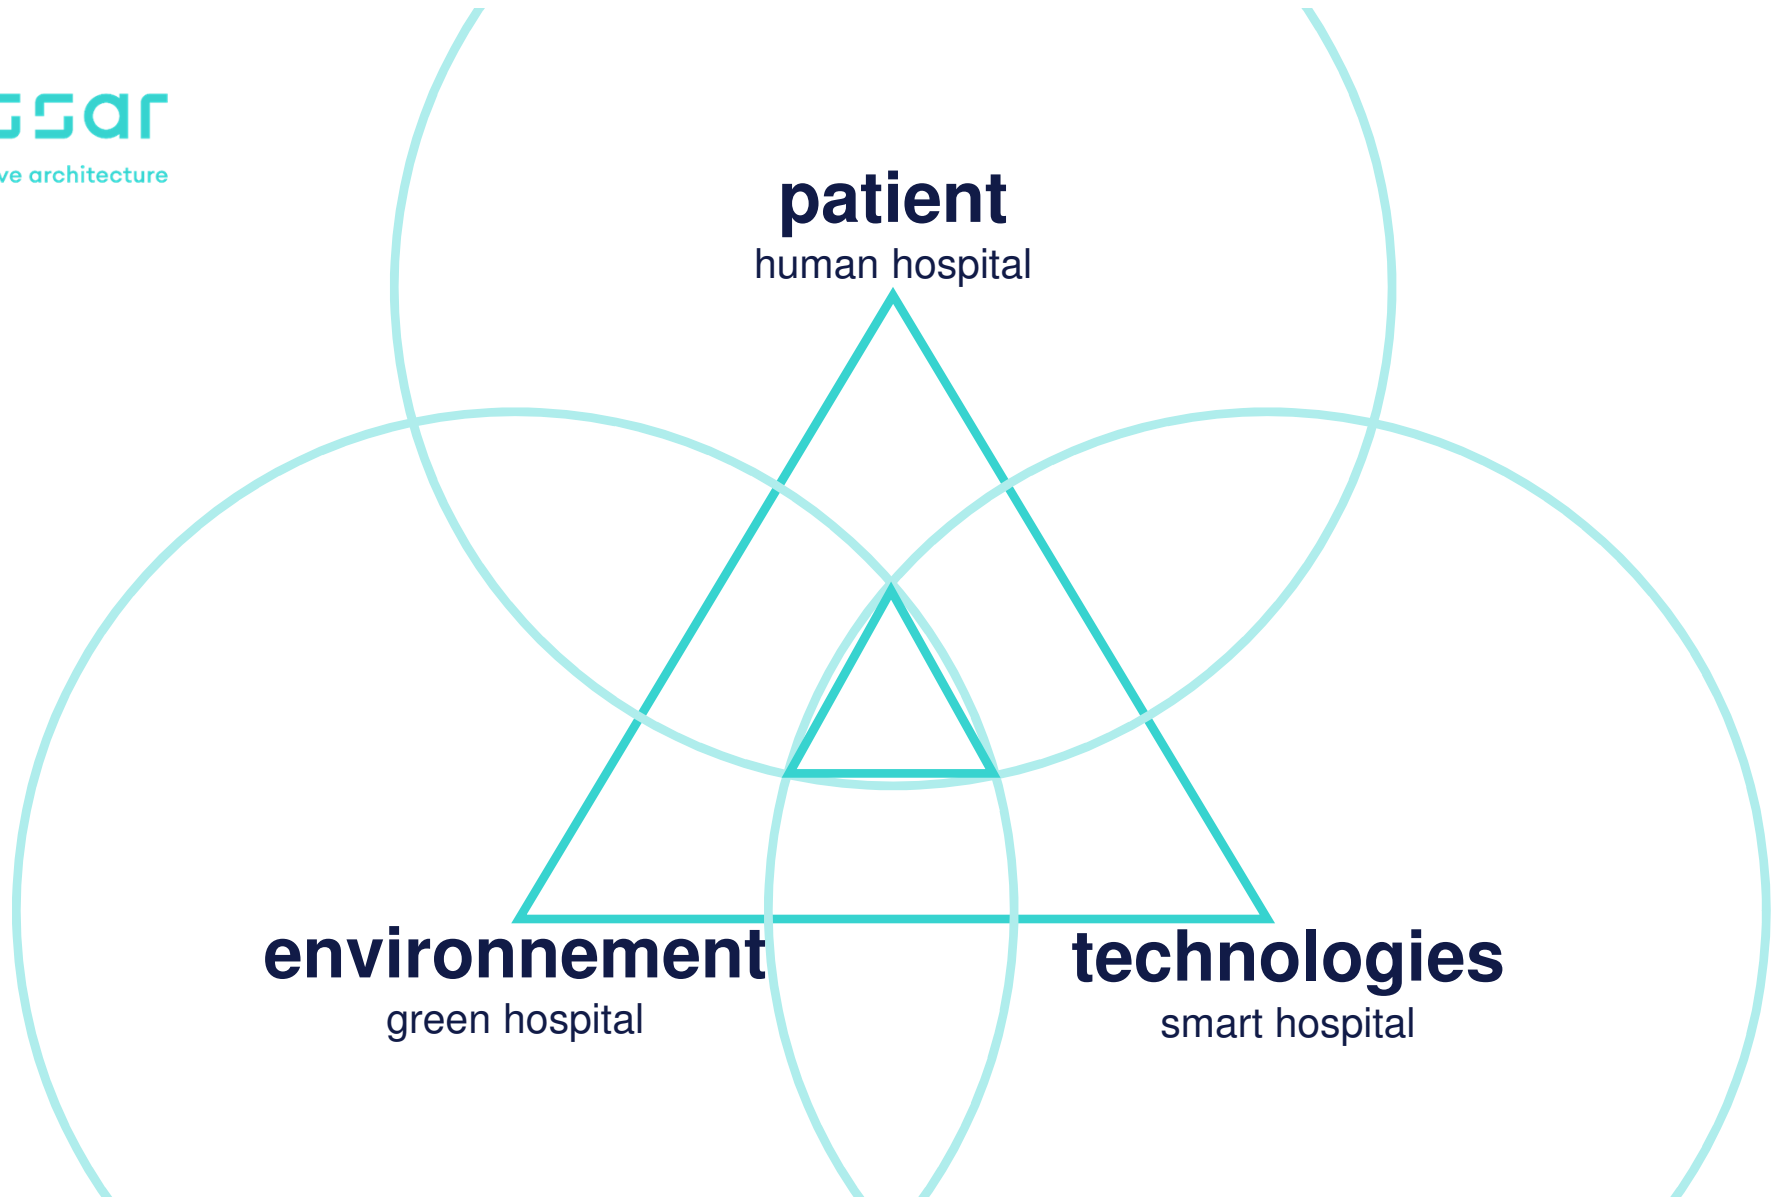 ssar
ve architecture
patient
human hospital
environnement
green hospital
technologies
smart hospital